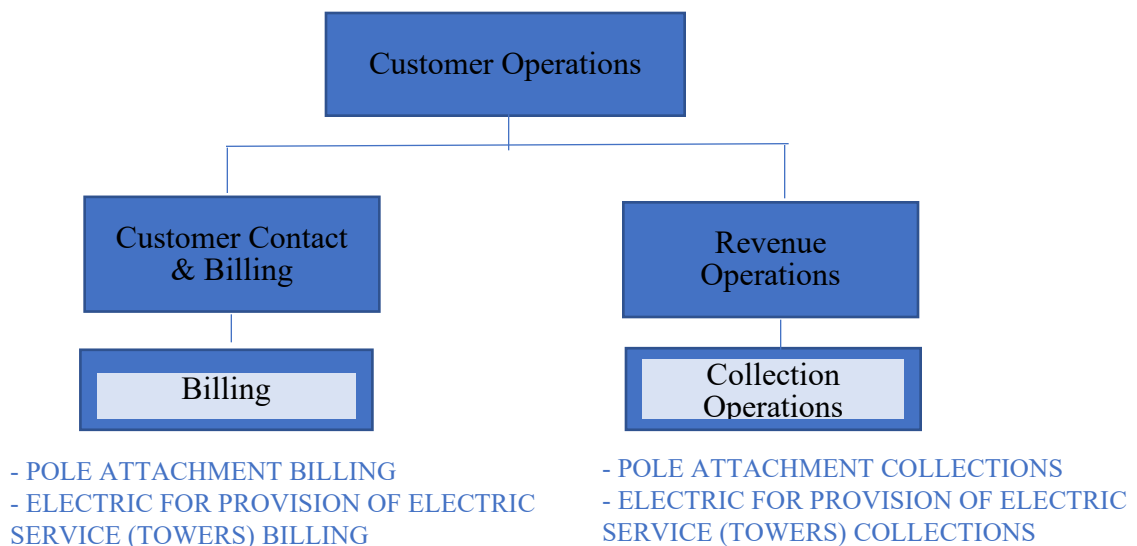 Customer Operations
Customer Contact
& Billing
Revenue
Operations
Billing
Collection
Operations
- POLE ATTACHMENT BILLING
- ELECTRIC FOR PROVISION OF ELECTRIC
SERVICE (TOWERS) BILLING
- POLE ATTACHMENT COLLECTIONS
- ELECTRIC FOR PROVISION OF ELECTRIC
SERVICE (TOWERS) COLLECTIONS